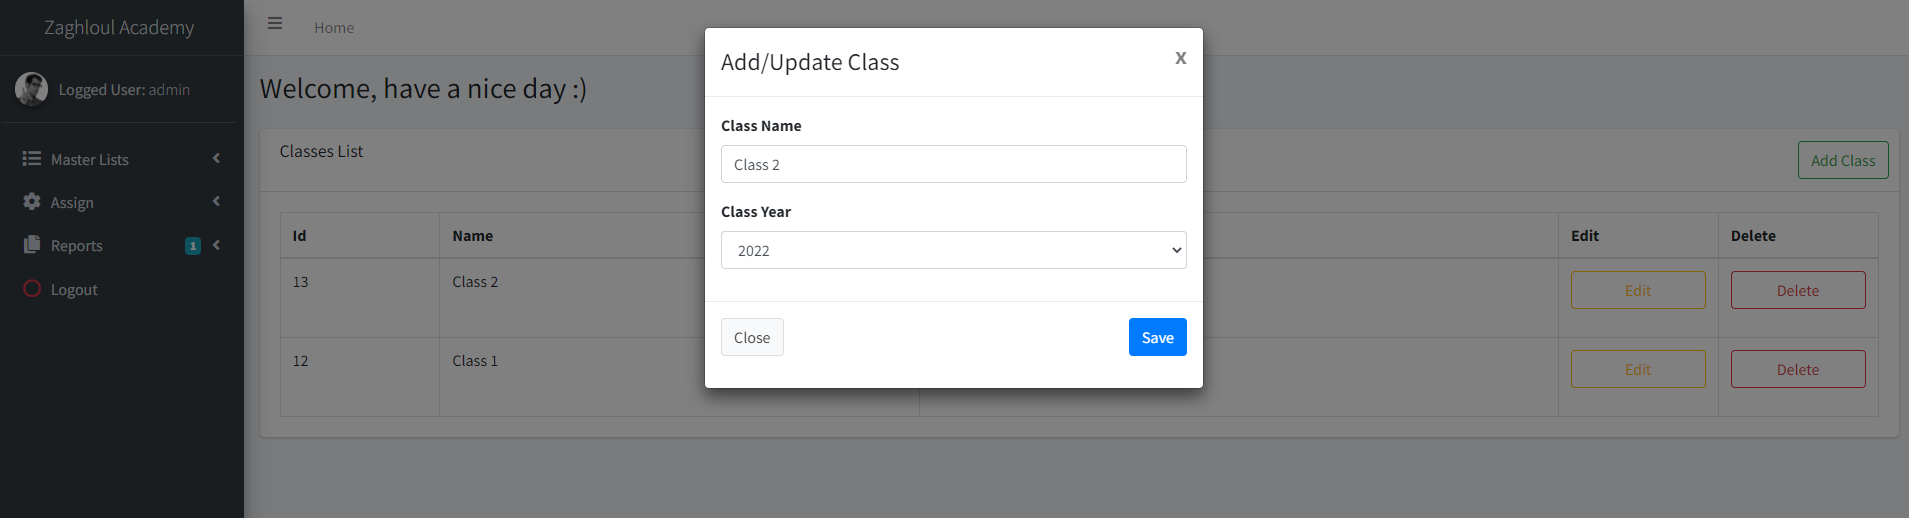 Zaghloul Academy
Home
Logged User: admin
Master Lists
Assign
Reports 1
Logout
Welcome, have a nice day :)
Classes List
Add Class
Id Name Edit Delete
13 Class 2 Edit Delete
12 Class 1 Edit Delete
Add/Update Class x
Class Name
Class 2
Class Year
2022
Close Save